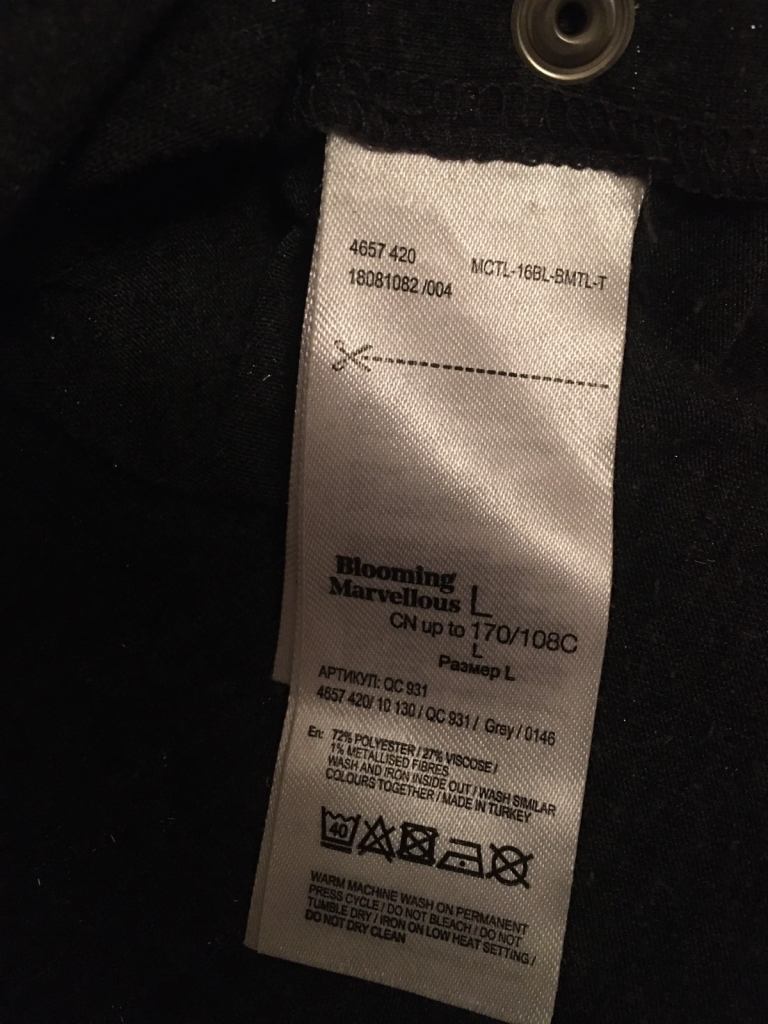 4657 420
18081082 /004
MCTL-16BL-BMTL-T
Blooming
Marvellous L
CN up to 170/108C
L
Размер L
АРТИКУЛ: QC 931
4657 420/ 10 130 / QC 931 / Grey / 0146
En: 72% POLYESTER / 27% VISCOSE /
1% METALLISED FIBRES
WASH AND IRON INSIDE OUT / WASH SIMILAR
COLOURS TOGETHER / MADE IN TURKEY
40
WARM MACHINE WASH ON PERMANENT
PRESS CYCLE / DO NOT BLEACH / DO NOT
TUMBLE DRY / IRON ON LOW HEAT SETTING /
DO NOT DRY CLEAN